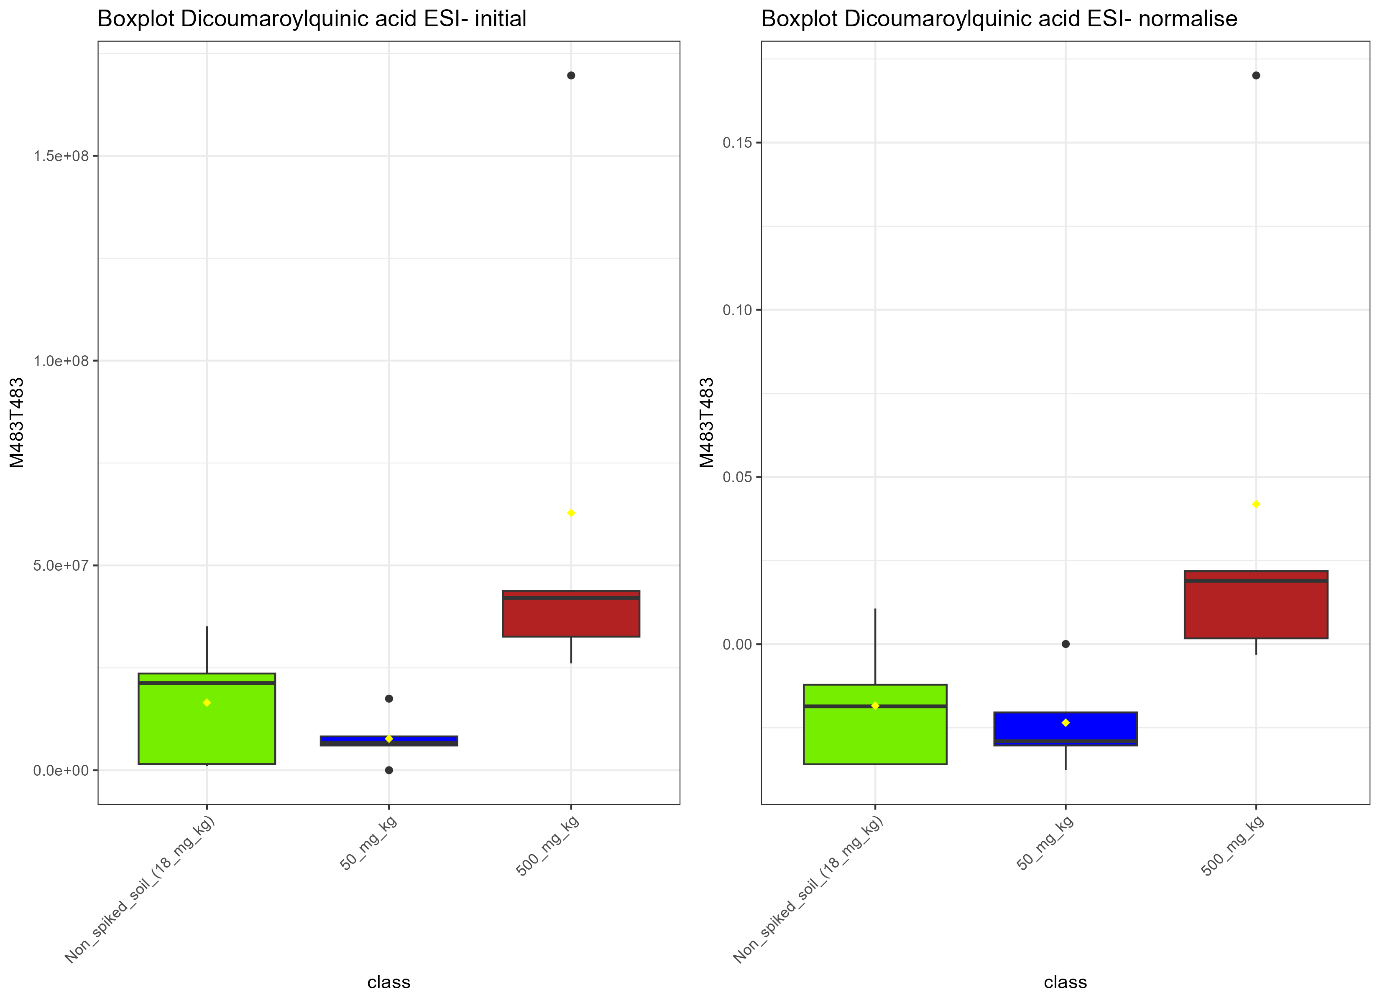 Boxplot Dicoumaroylquinic acid ESI- initial
M483T483
1.5e+08
1.0e+08
5.0e+07
0.0e+00
Non_spiked_soil_(18_mg_kg)
50_mg_kg
500_mg_kg
class
Boxplot Dicoumaroylquinic acid ESI- normalise
M483T483
0.15
0.10
0.05
0.00
Non_spiked_soil_(18_mg_kg)
50_mg_kg
500_mg_kg
class